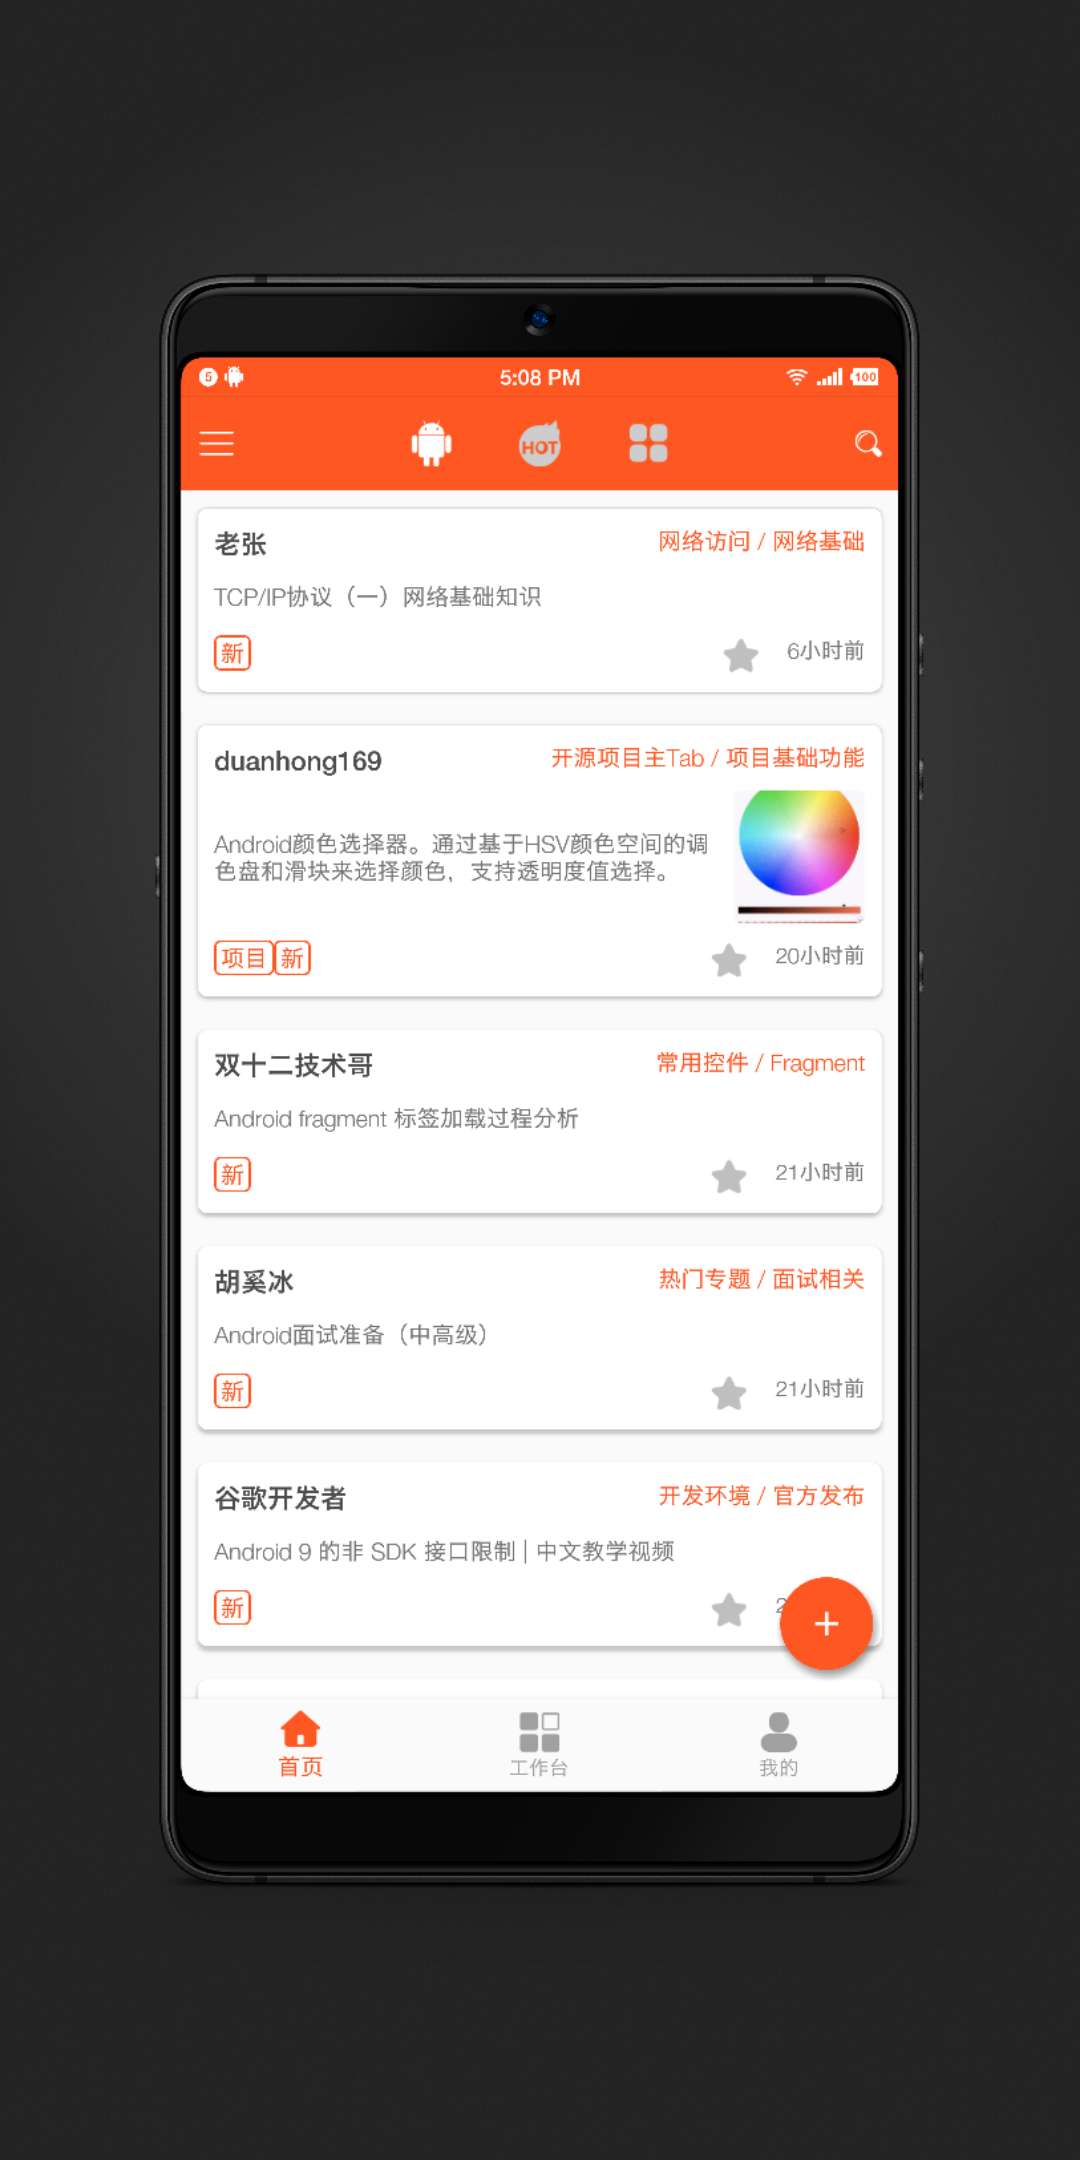 5
5:08 PM
100
HOT
老张
网络访问 / 网络基础
TCP/IP协议（一）网络基础知识
新
6小时前
duanhong169
开源项目主Tab / 项目基础功能
Android颜色选择器。通过基于HSV颜色空间的调
色盘和滑块来选择颜色，支持透明度值选择。
项目 新
20小时前
双十二技术哥
常用控件 / Fragment
Android fragment 标签加载过程分析
新
21小时前
胡奚冰
热门专题 / 面试相关
Android面试准备（中高级）
新
21小时前
谷歌开发者
开发环境 / 官方发布
Android 9 的非 SDK 接口限制 | 中文教学视频
新
+
首页
工作台
我的